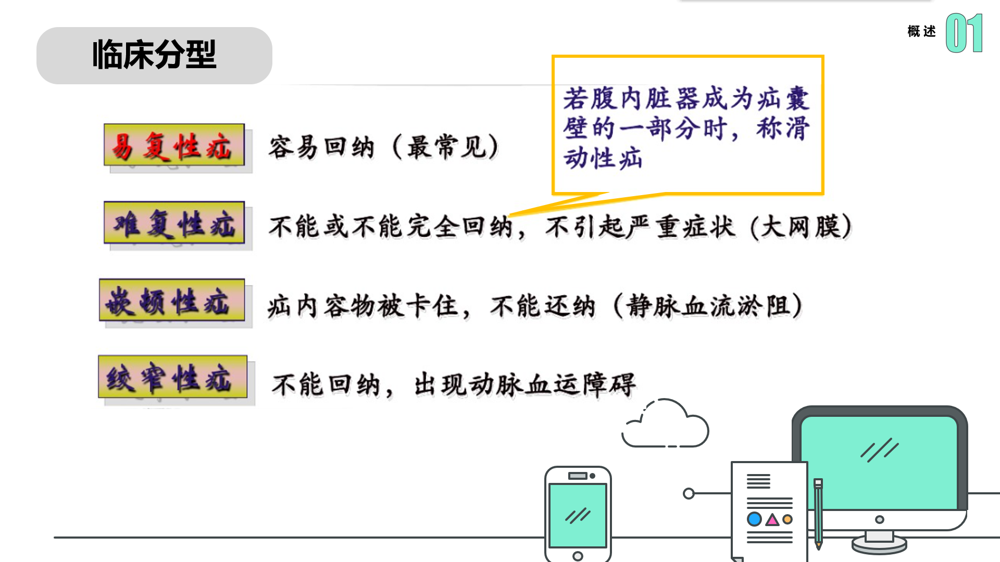 概述 01
临床分型
若腹内脏器成为疝囊
壁的一部分时，称滑
动性疝
易复性疝 容易回纳（最常见）
难复性疝 不能或不能完全回纳，不引起严重症状 (大网膜)
嵌顿性疝 疝内容物被卡住，不能还纳（静脉血流淤阻）
绞窄性疝 不能回纳，出现动脉血运障碍